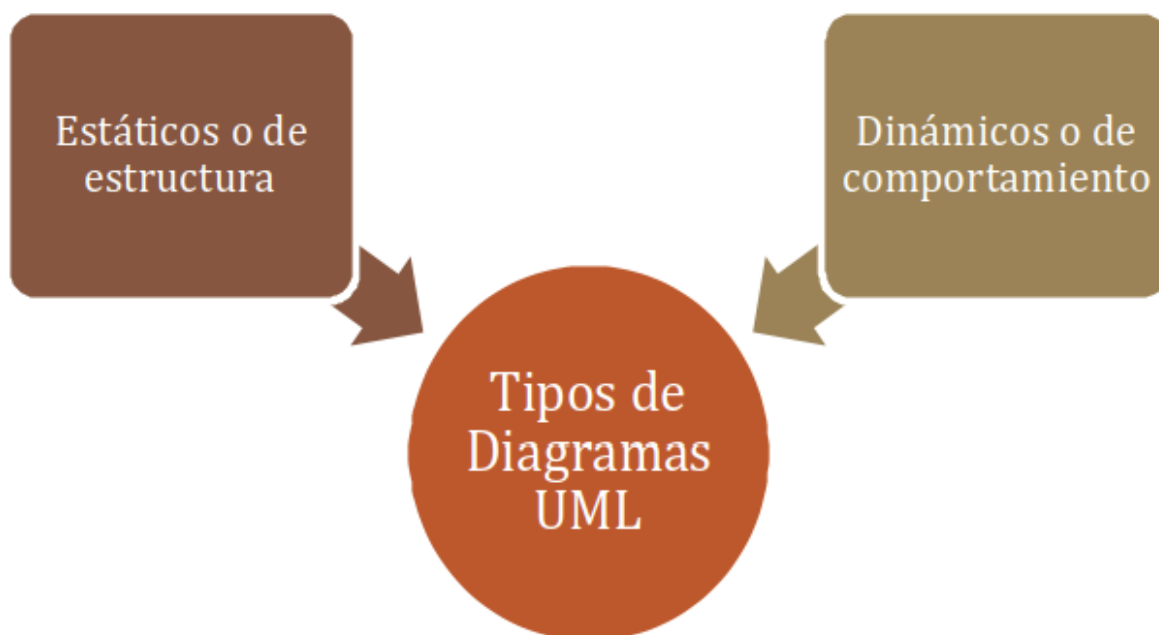 Estáticos o de
estructura
Dinámicos o de
comportamiento
Tipos de
Diagramas
UML